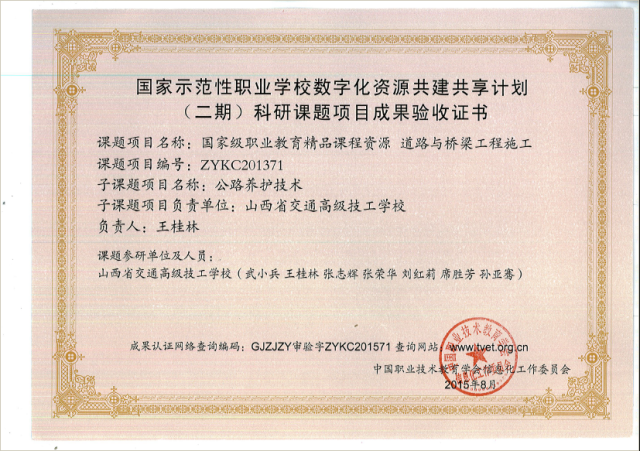 国家示范性职业学校数字化资源共建共享计划
（二期）科研课题项目成果验收证书
课题项目名称：国家级职业教育精品课程资源 道路与桥梁工程施工
课题项目编号：ZYKC201371
子课题项目名称：公路养护技术
子课题项目负责单位：山西省交通高级技工学校
负责人：王桂林
课题参研单位及人员：
山西省交通高级技工学校（武小兵 王桂林 张志辉 张荣华 刘红莉 席胜芳 孙亚骞）
成果认证网络查询编码：GJZJZY审验字ZYKC201571 查询网站：www.tvet.org.cn
中国职业技术教育学会信息化工作委员会
2015年8月